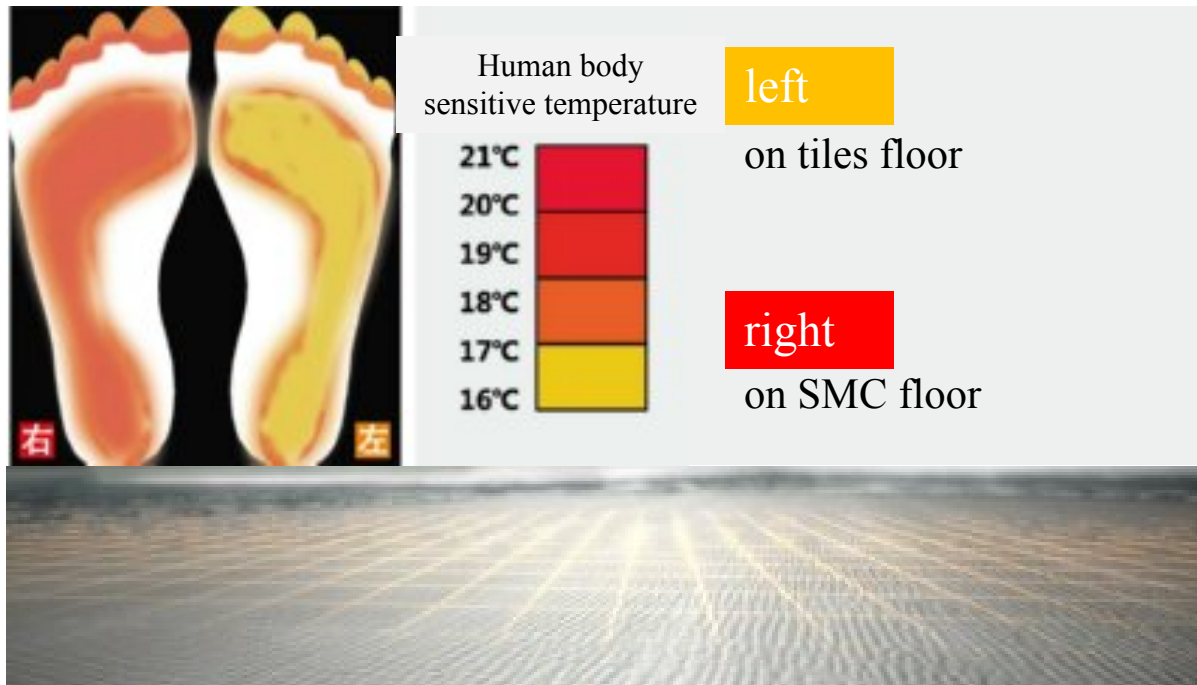 Human body
sensitive temperature
21℃
20℃
19℃
18℃
17℃
16℃
left
on tiles floor
right
on SMC floor
右
左